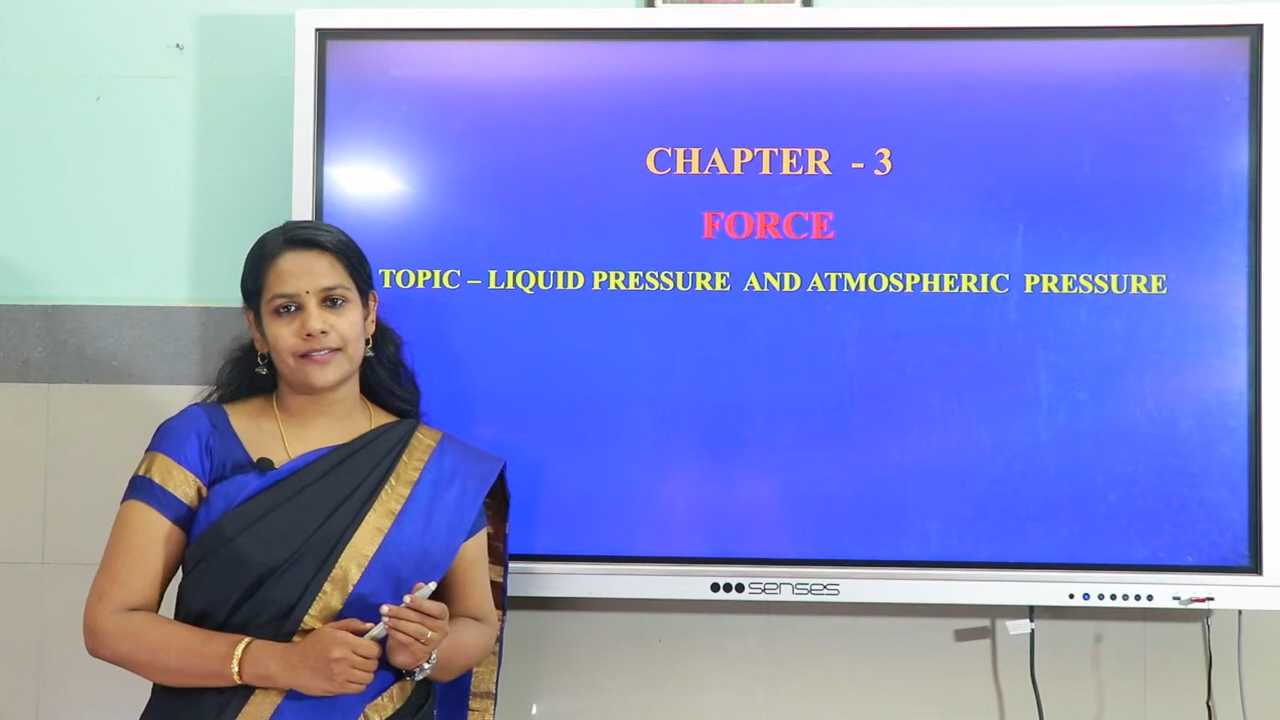 CHAPTER - 3
FORCE
TOPIC – LIQUID PRESSURE AND ATMOSPHERIC PRESSURE
senses